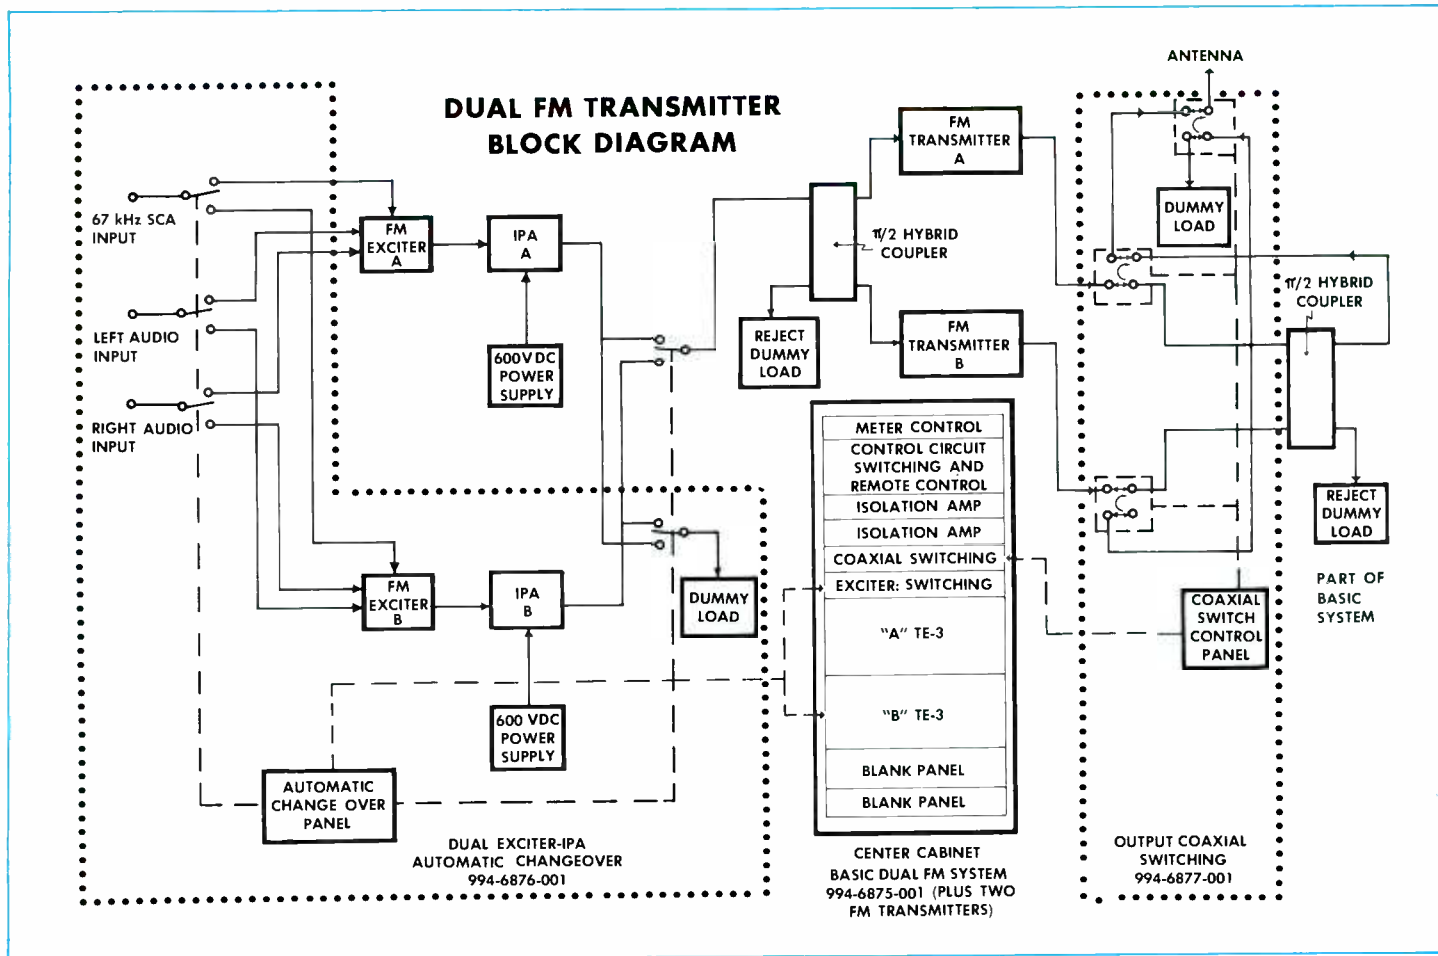 DUAL FM TRANSMITTER
BLOCK DIAGRAM
67 kHz SCA
INPUT
LEFT AUDIO
INPUT
RIGHT AUDIO
INPUT
FM
EXCITER
A
IPA
A
600V DC
POWER
SUPPLY
FM
EXCITER
B
IPA
B
600 VDC
POWER
SUPPLY
DUMMY
LOAD
AUTOMATIC
CHANGE OVER
PANEL
DUAL EXCITER-IPA
AUTOMATIC CHANGEOVER
994-6876-001
π/2 HYBRID
COUPLER
REJECT
DUMMY
LOAD
FM
TRANSMITTER
A
FM
TRANSMITTER
B
METER CONTROL
CONTROL CIRCUIT
SWITCHING AND
REMOTE CONTROL
ISOLATION AMP
ISOLATION AMP
COAXIAL SWITCHING
EXCITER: SWITCHING
"A" TE-3
"B" TE-3
BLANK PANEL
BLANK PANEL
CENTER CABINET
BASIC DUAL FM SYSTEM
994-6875-001 (PLUS TWO
FM TRANSMITTERS)
ANTENNA
DUMMY
LOAD
π/2 HYBRID
COUPLER
REJECT
DUMMY
LOAD
PART OF
BASIC
SYSTEM
COAXIAL
SWITCH
CONTROL
PANEL
OUTPUT COAXIAL
SWITCHING
994-6877-001